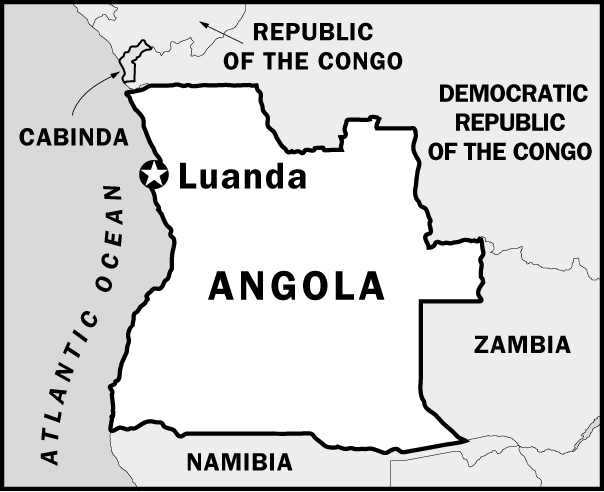 REPUBLIC
OF THE CONGO
DEMOCRATIC
REPUBLIC
OF THE CONGO
CABINDA
Luanda
ATLANTIC OCEAN
ANGOLA
ZAMBIA
NAMIBIA